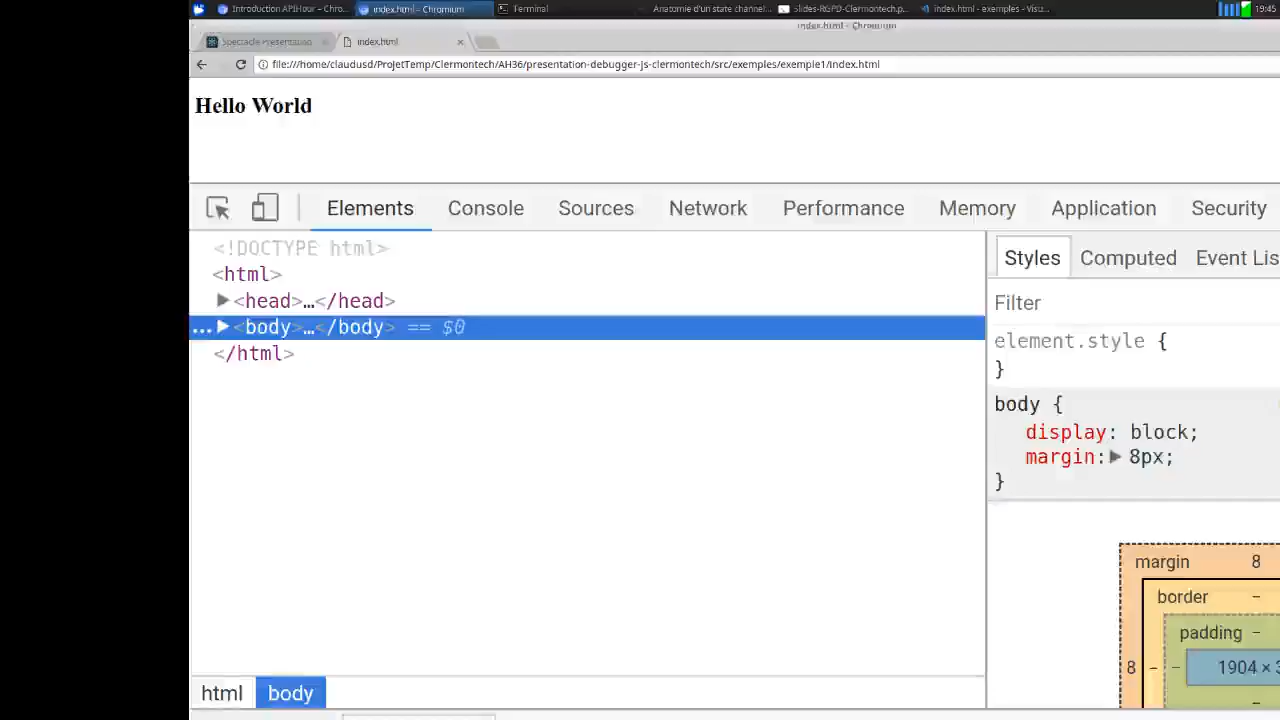 Introduction APIHour – Chro...
index.html – Chromium
Terminal
Anatomie d'un state channel...
Slides-RGPD-Clermontech.p...
index.html - exemples - Visu...
19:45
index.html - Chromium
Spectacle Presentation
index.html
file:///home/claudusd/ProjetTemp/Clermontech/AH36/presentation-debugger-js-clermontech/src/exemples/exemple1/index.html
Hello World
Elements Console Sources Network Performance Memory Application Security
<!DOCTYPE html>
<html>
▶<head>…</head>
...▶<body>…</body> == $0
</html>
html body
Styles Computed Event Lis
Filter
element.style {
}
body {
display: block;
margin:▶ 8px;
}
margin 8
border –
padding –
8 – – 1904 × 3
–